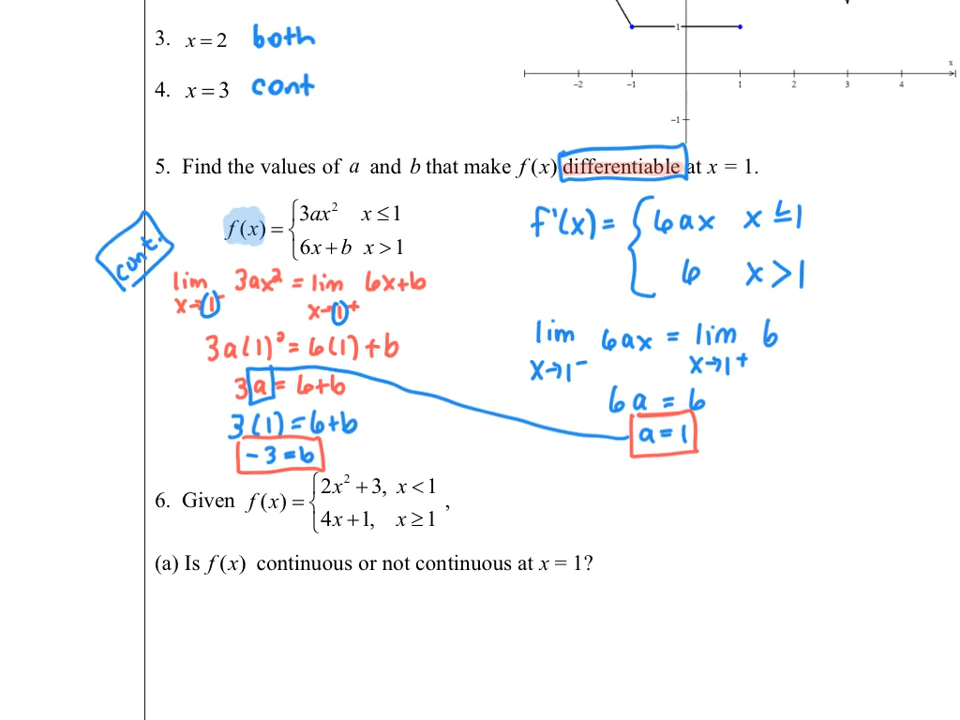 3. x = 2 both
4. x = 3 cont
1
x
-2 -1 1 2 3 4
-1
5. Find the values of a and b that make f(x) differentiable at x = 1.
cont.
f(x) = { 3ax² x ≤ 1
6x + b x > 1
f'(x) = { 6ax x ≤ 1
6 x > 1
lim x→1⁻ 3ax² = lim x→1⁺ 6x+b
3a(1)² = 6(1)+b
3a = 6+b
3(1) = 6+b
-3 = b
lim x→1⁻ 6ax = lim x→1⁺ 6
6a = 6
a = 1
6. Given f(x) = { 2x² + 3, x < 1
4x + 1, x ≥ 1 ,
(a) Is f(x) continuous or not continuous at x = 1?